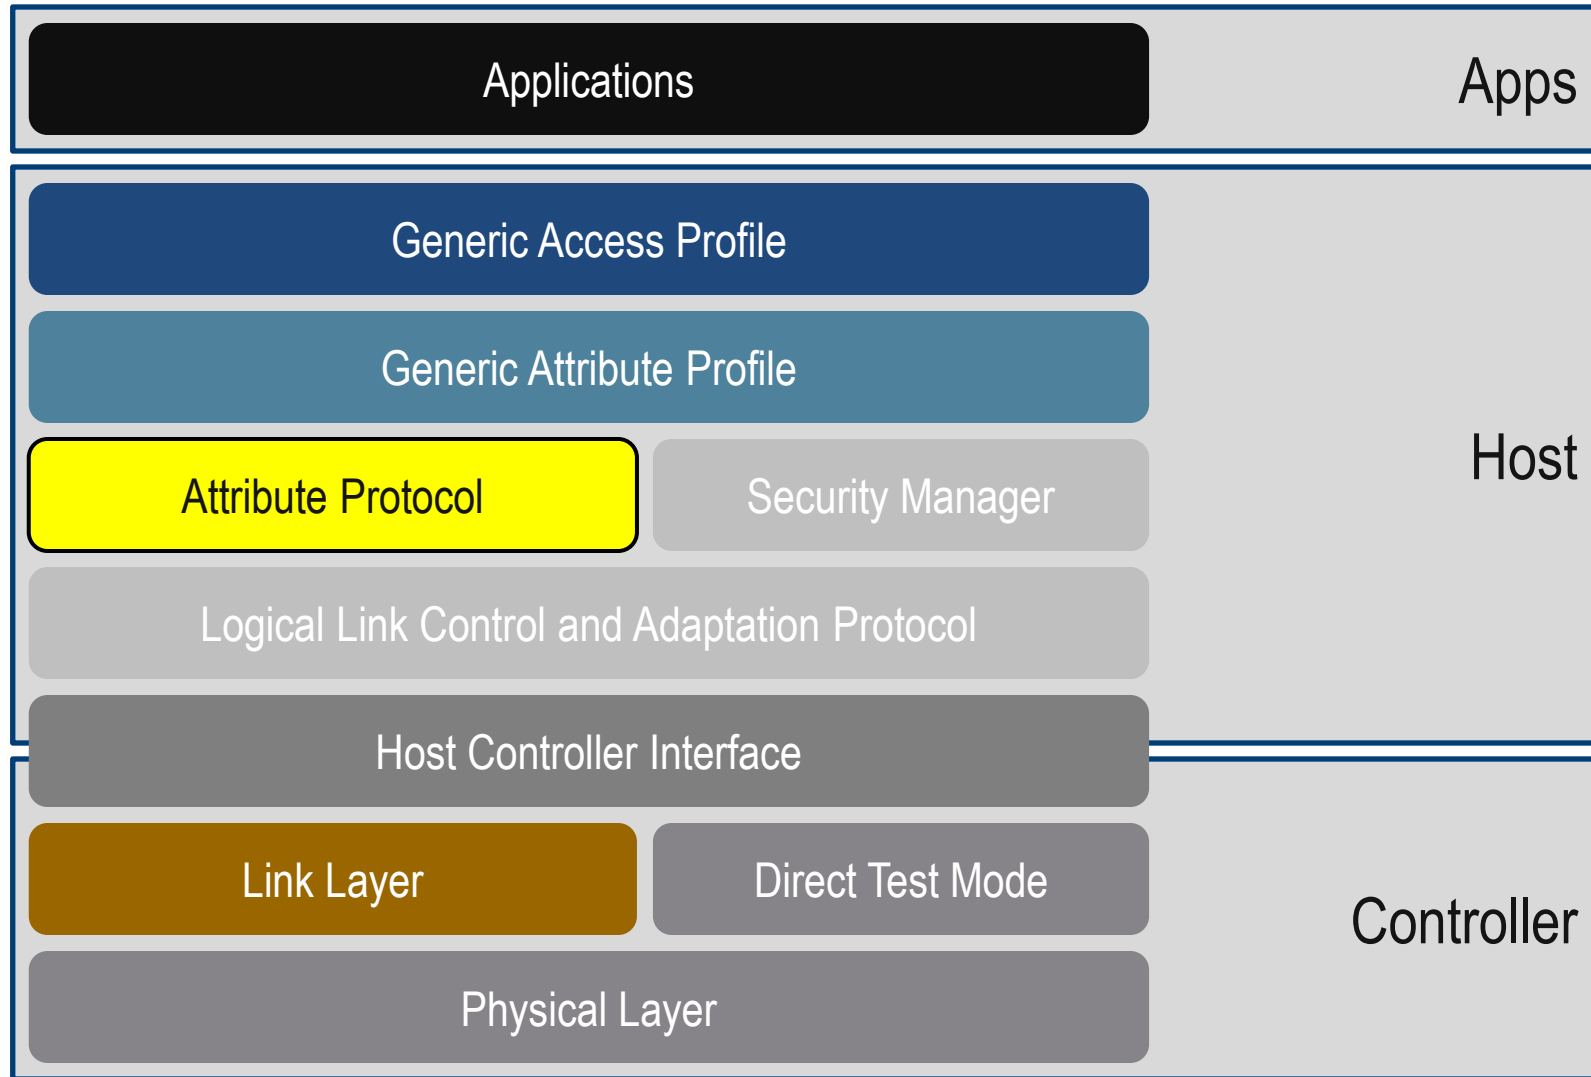 Applications
Apps
Generic Access Profile
Generic Attribute Profile
Attribute Protocol
Security Manager
Host
Logical Link Control and Adaptation Protocol
Host Controller Interface
Link Layer
Direct Test Mode
Controller
Physical Layer